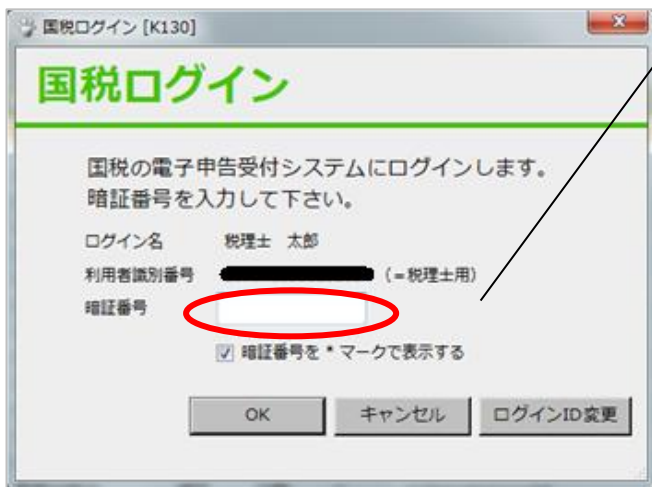 国税ログイン [K130]
国税ログイン
国税の電子申告受付システムにログインします。
暗証番号を入力して下さい。
ログイン名 税理士 太郎
利用者識別番号 (=税理士用)
暗証番号
暗証番号を * マークで表示する
OK キャンセル ログインID変更